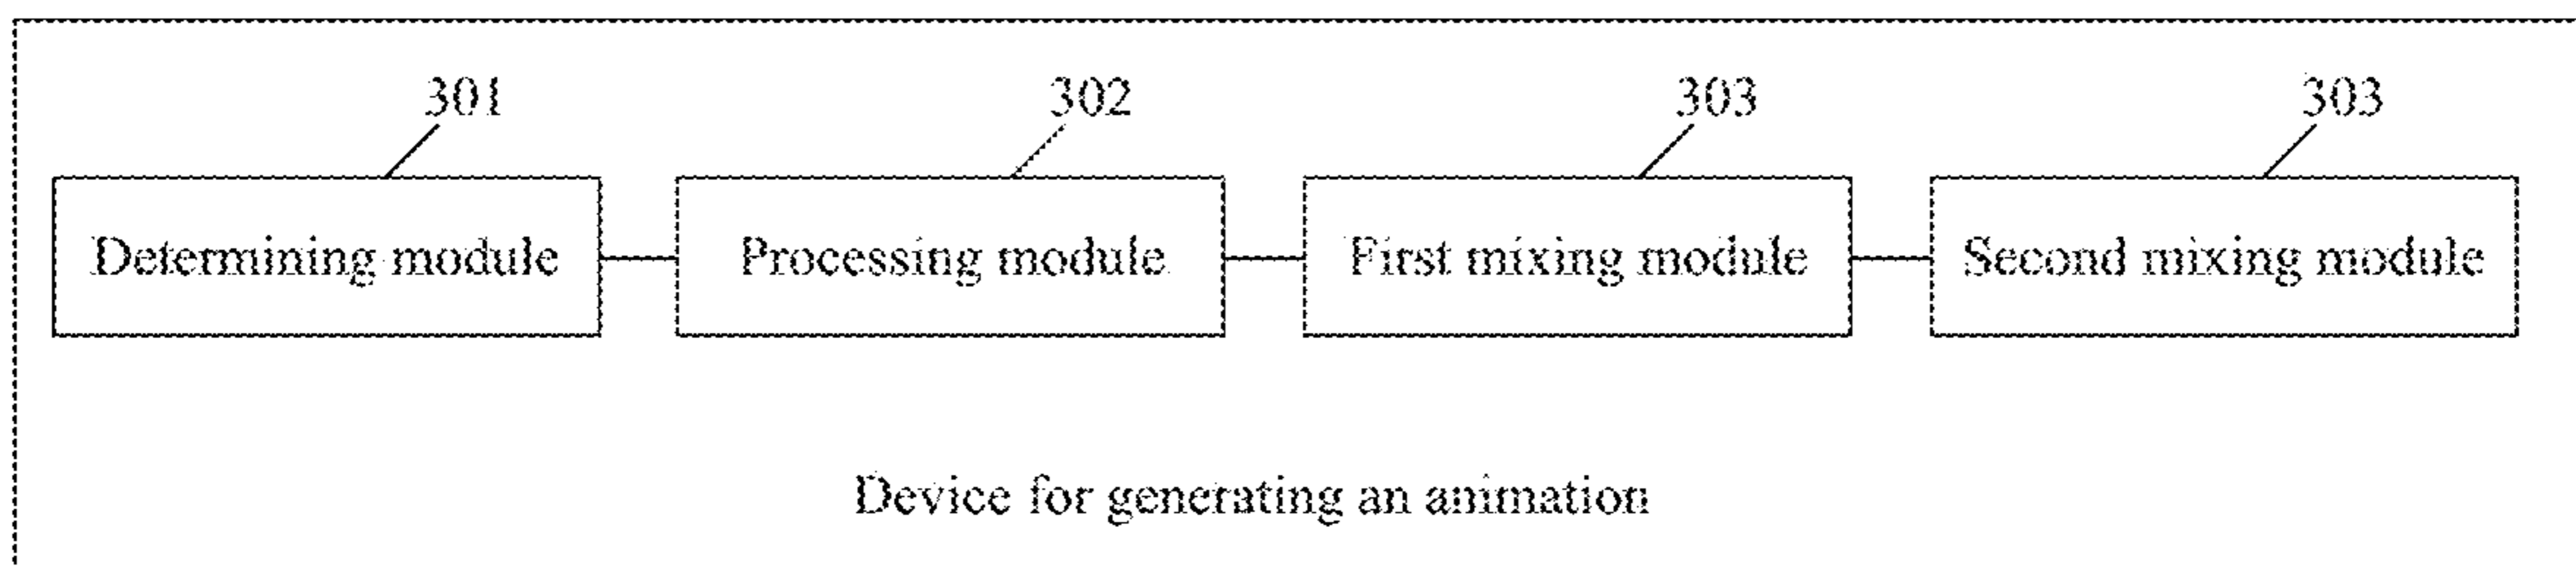 301 302 303 303
Determining module Processing module First mixing module Second mixing module
Device for generating an animation